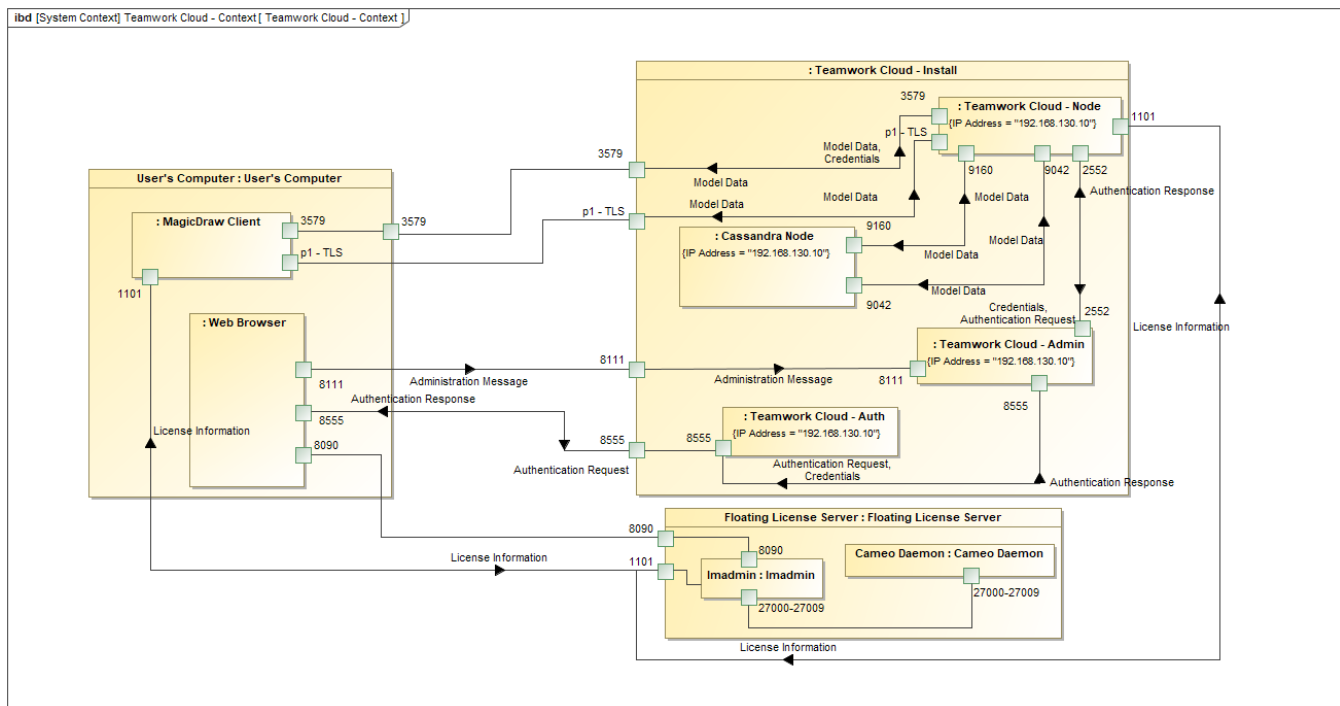 ibd [System Context] Teamwork Cloud - Context [ Teamwork Cloud - Context ]
: Teamwork Cloud - Install
3579
: Teamwork Cloud - Node
{IP Address = "192.168.130.10"}
1101
p1 - TLS
Model Data,
Credentials
3579
9160
9042
2552
Model Data
Authentication Response
User's Computer : User's Computer
Model Data
Model Data
Model Data
p1 - TLS
: MagicDraw Client
3579
3579
9160
: Cassandra Node
{IP Address = "192.168.130.10"}
Model Data
p1 - TLS
Model Data
1101
Model Data
9042
Credentials,
Authentication Request
2552
: Web Browser
License Information
: Teamwork Cloud - Admin
{IP Address = "192.168.130.10"}
8111
8111
Administration Message
Administration Message
8111
Authentication Response
8555
8555
: Teamwork Cloud - Auth
{IP Address = "192.168.130.10"}
License Information
8090
8555
8555
Authentication Request
Authentication Request,
Credentials
Authentication Response
Floating License Server : Floating License Server
8090
8090
Cameo Daemon : Cameo Daemon
License Information
1101
lmadmin : lmadmin
27000-27009
27000-27009
License Information